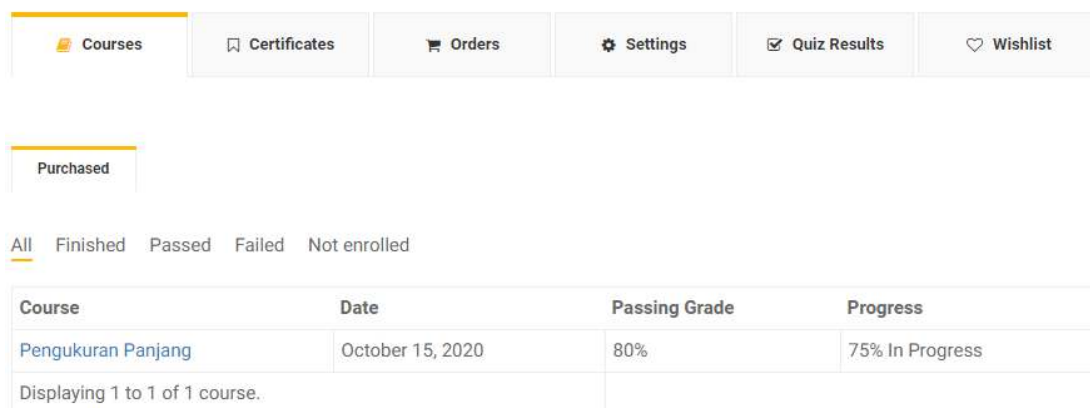 Courses Certificates Orders Settings Quiz Results Wishlist
Purchased
All Finished Passed Failed Not enrolled
Course Date Passing Grade Progress
Pengukuran Panjang October 15, 2020 80% 75% In Progress
Displaying 1 to 1 of 1 course.